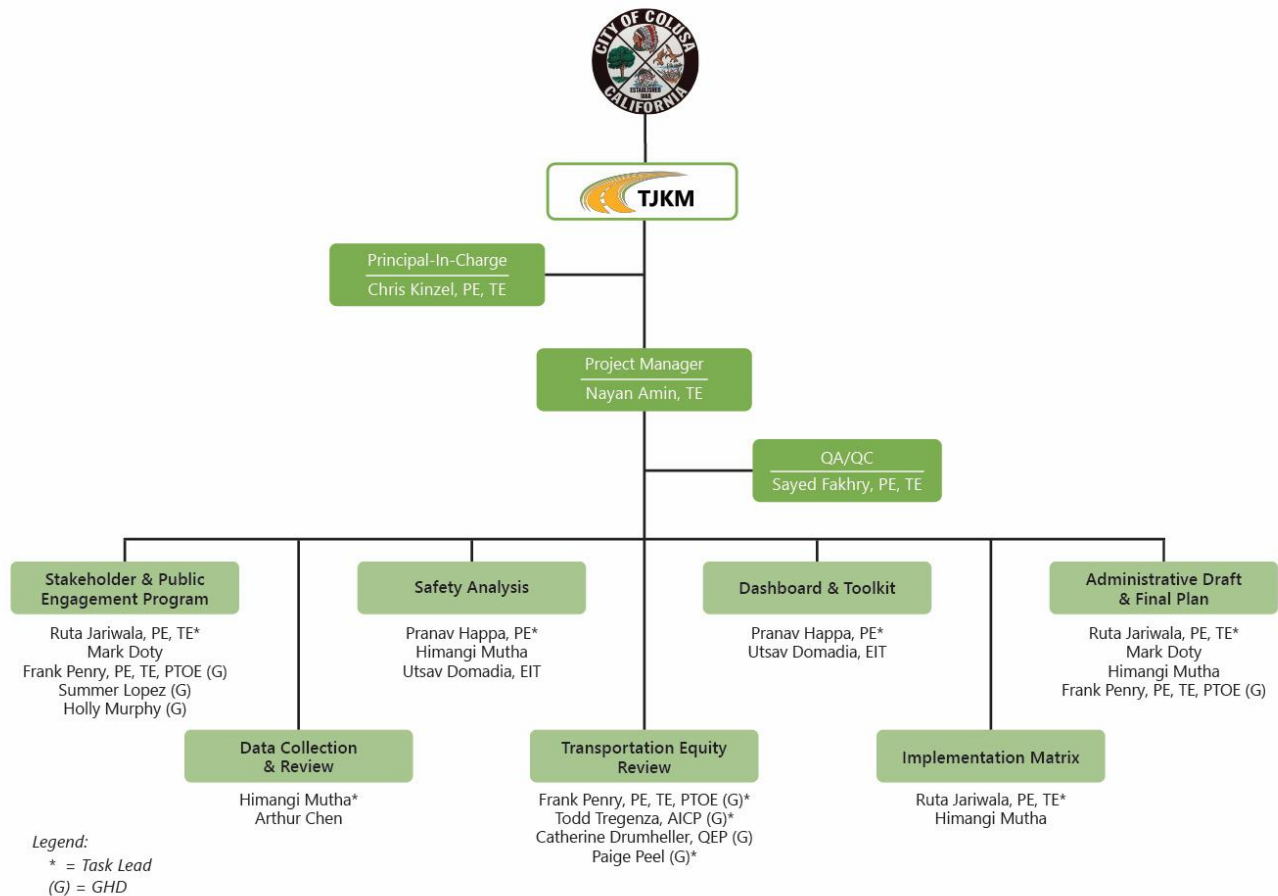 CITY OF COLUSA
ESTABLISHED
1868
CALIFORNIA
TJKM
Principal-In-Charge
Chris Kinzel, PE, TE
Project Manager
Nayan Amin, TE
QA/QC
Sayed Fakhry, PE, TE
Stakeholder & Public
Engagement Program
Ruta Jariwala, PE, TE*
Mark Doty
Frank Penry, PE, TE, PTOE (G)
Summer Lopez (G)
Holly Murphy (G)
Safety Analysis
Pranav Happa, PE*
Himangi Mutha
Utsav Domadia, EIT
Dashboard & Toolkit
Pranav Happa, PE*
Utsav Domadia, EIT
Administrative Draft
& Final Plan
Ruta Jariwala, PE, TE*
Mark Doty
Himangi Mutha
Frank Penry, PE, TE, PTOE (G)
Data Collection
& Review
Himangi Mutha*
Arthur Chen
Transportation Equity
Review
Frank Penry, PE, TE, PTOE (G)*
Todd Tregenza, AICP (G)*
Catherine Drumheller, QEP (G)
Paige Peel (G)*
Implementation Matrix
Ruta Jariwala, PE, TE*
Himangi Mutha
Legend:
* = Task Lead
(G) = GHD